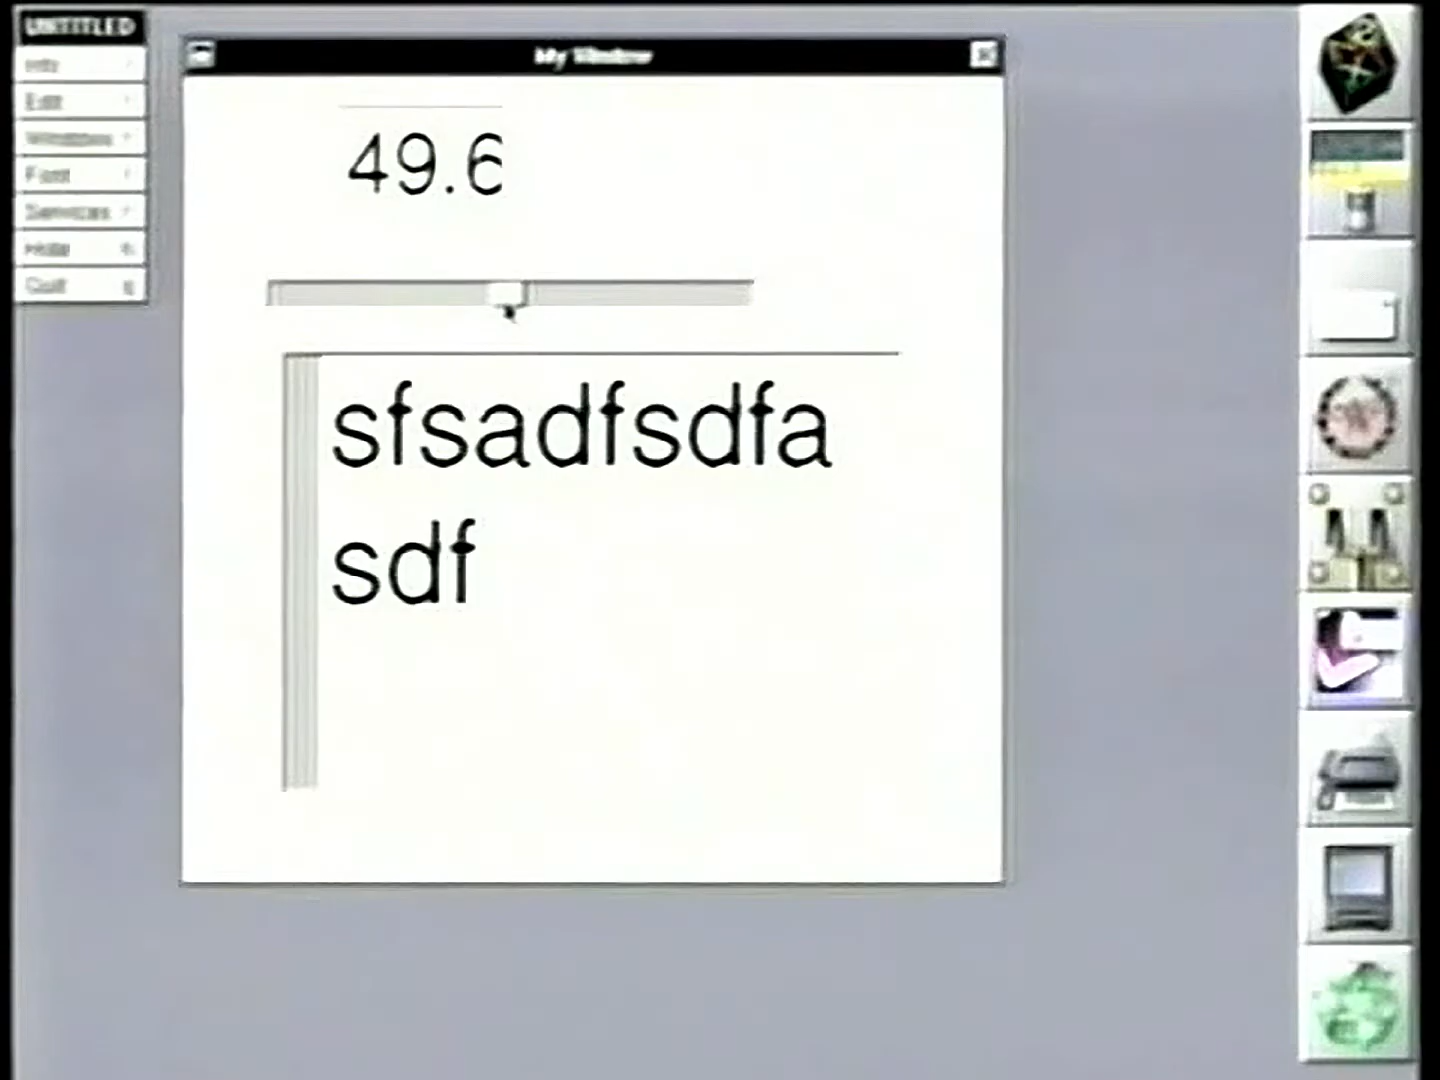 UNTITLED
Info
Edit
Windows
Font
Services
Hide
Quit q
My Window
49.6
sfsadfsdfa
sdf